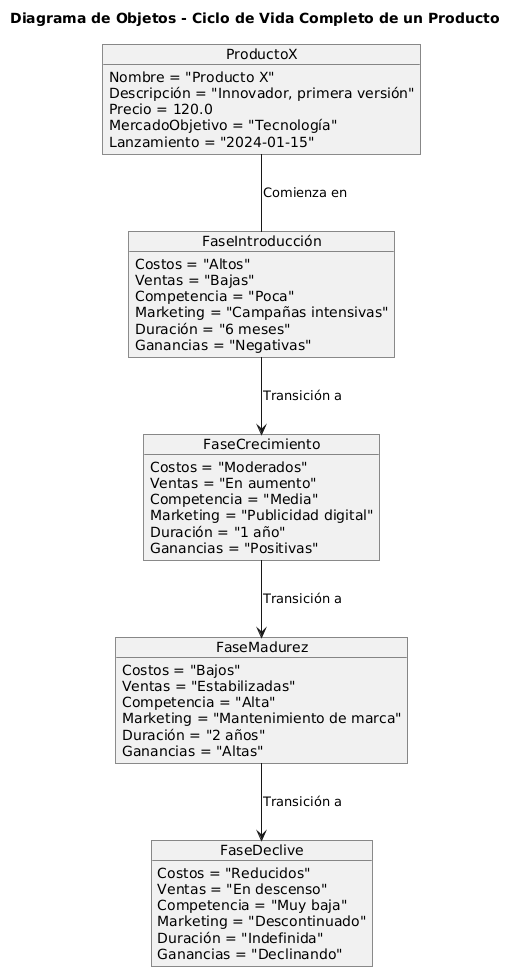 Diagrama de Objetos - Ciclo de Vida Completo de un Producto
ProductoX
Nombre = "Producto X"
Descripción = "Innovador, primera versión"
Precio = 120.0
MercadoObjetivo = "Tecnología"
Lanzamiento = "2024-01-15"
Comienza en
FaseIntroducción
Costos = "Altos"
Ventas = "Bajas"
Competencia = "Poca"
Marketing = "Campañas intensivas"
Duración = "6 meses"
Ganancias = "Negativas"
Transición a
FaseCrecimiento
Costos = "Moderados"
Ventas = "En aumento"
Competencia = "Media"
Marketing = "Publicidad digital"
Duración = "1 año"
Ganancias = "Positivas"
Transición a
FaseMadurez
Costos = "Bajos"
Ventas = "Estabilizadas"
Competencia = "Alta"
Marketing = "Mantenimiento de marca"
Duración = "2 años"
Ganancias = "Altas"
Transición a
FaseDeclive
Costos = "Reducidos"
Ventas = "En descenso"
Competencia = "Muy baja"
Marketing = "Descontinuado"
Duración = "Indefinida"
Ganancias = "Declinando"